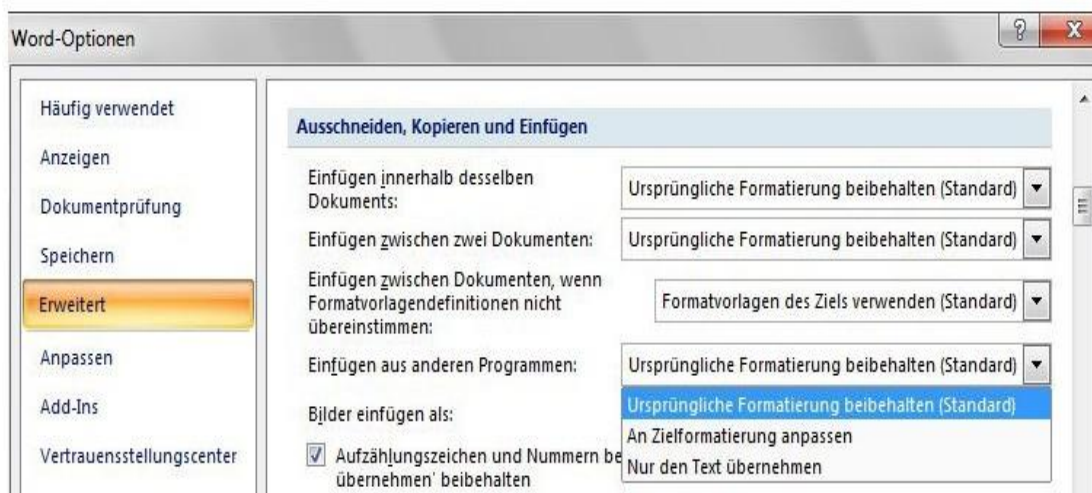 Word-Optionen
Häufig verwendet
Anzeigen
Dokumentprüfung
Speichern
Erweitert
Anpassen
Add-Ins
Vertrauensstellungscenter
Ausschneiden, Kopieren und Einfügen
Einfügen innerhalb desselben
Dokuments:
Ursprüngliche Formatierung beibehalten (Standard)
Einfügen zwischen zwei Dokumenten:
Ursprüngliche Formatierung beibehalten (Standard)
Einfügen zwischen Dokumenten, wenn
Formatvorlagendefinitionen nicht
übereinstimmen:
Formatvorlagen des Ziels verwenden (Standard)
Einfügen aus anderen Programmen:
Ursprüngliche Formatierung beibehalten (Standard)
Ursprüngliche Formatierung beibehalten (Standard)
An Zielformatierung anpassen
Nur den Text übernehmen
Bilder einfügen als:
Aufzählungszeichen und Nummern be
übernehmen' beibehalten